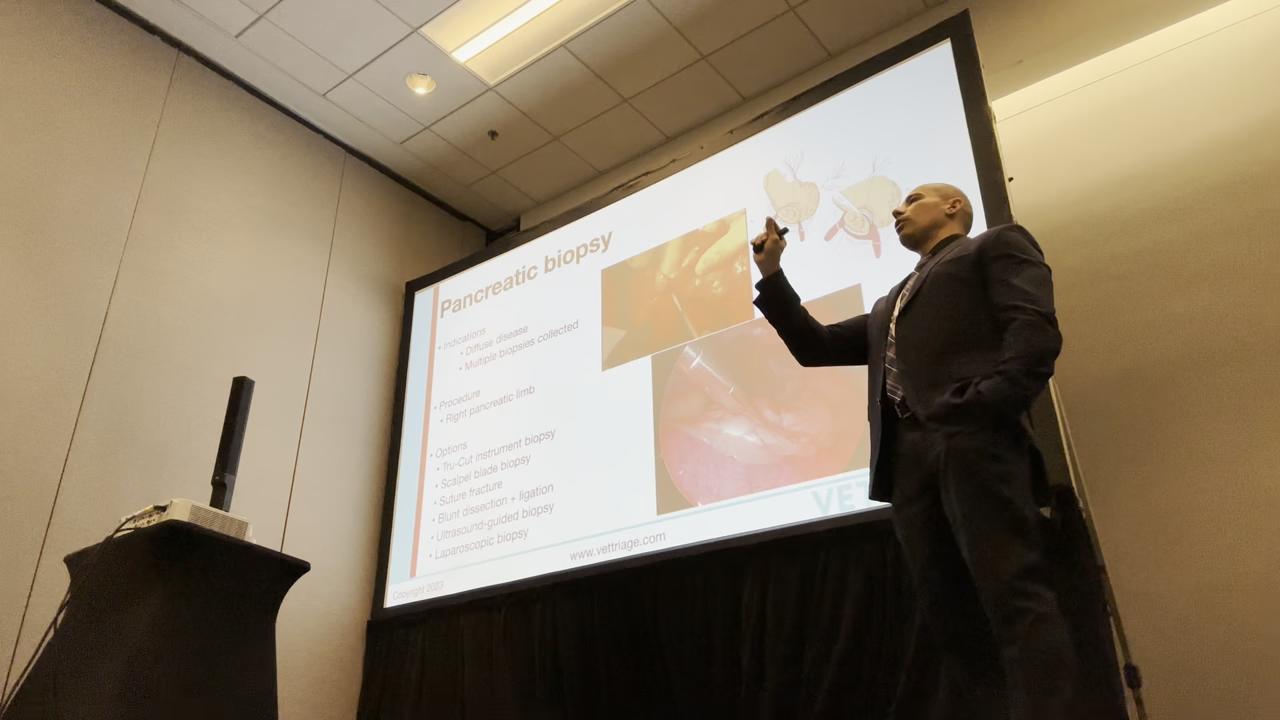 Pancreatic biopsy
• Indications
• Diffuse disease
• Multiple biopsies collected
• Procedure
• Right pancreatic limb
• Options
• Tru-Cut instrument biopsy
• Scalpel blade biopsy
• Suture fracture
• Blunt dissection + ligation
• Ultrasound-guided biopsy
• Laparoscopic biopsy
VET
www.vettriage.com
Copyright 2023